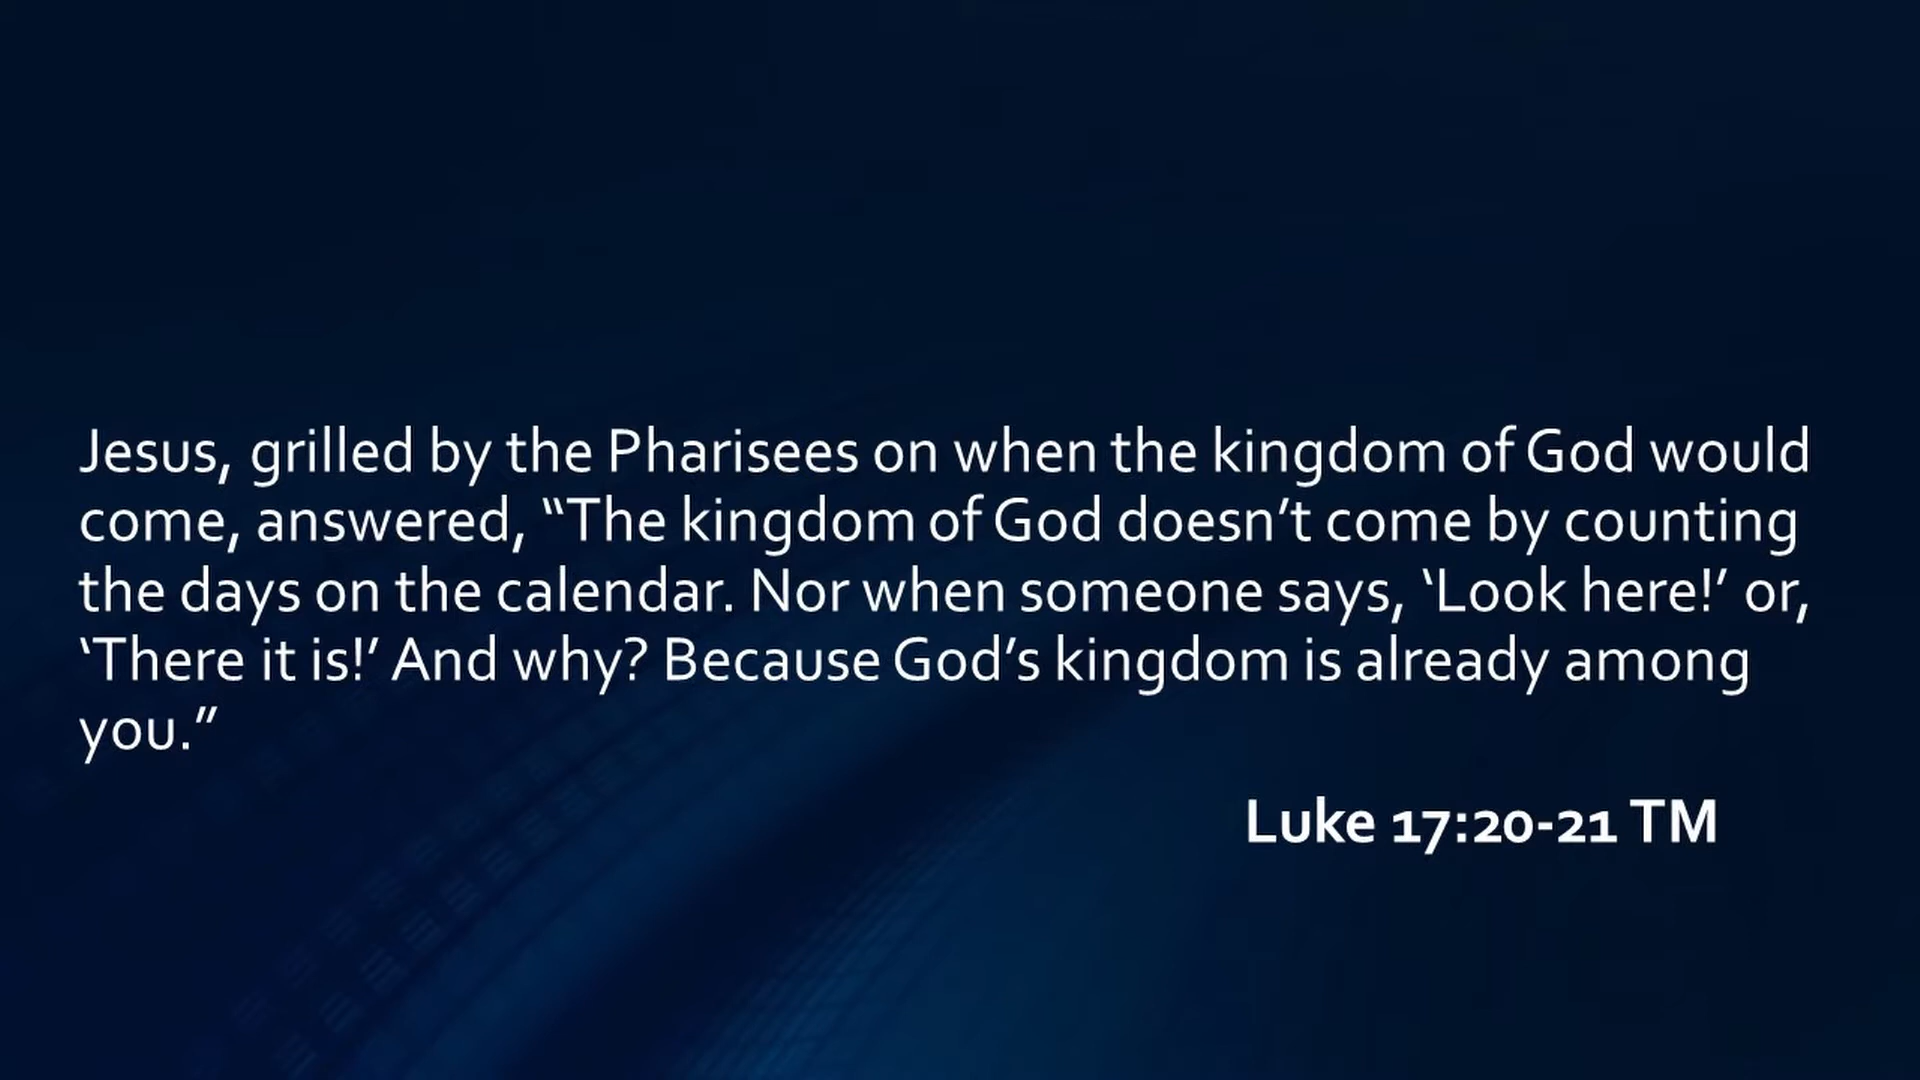 Jesus, grilled by the Pharisees on when the kingdom of God would
come, answered, “The kingdom of God doesn’t come by counting
the days on the calendar. Nor when someone says, ‘Look here!’ or,
‘There it is!’ And why? Because God’s kingdom is already among
you.”
Luke 17:20-21 TM